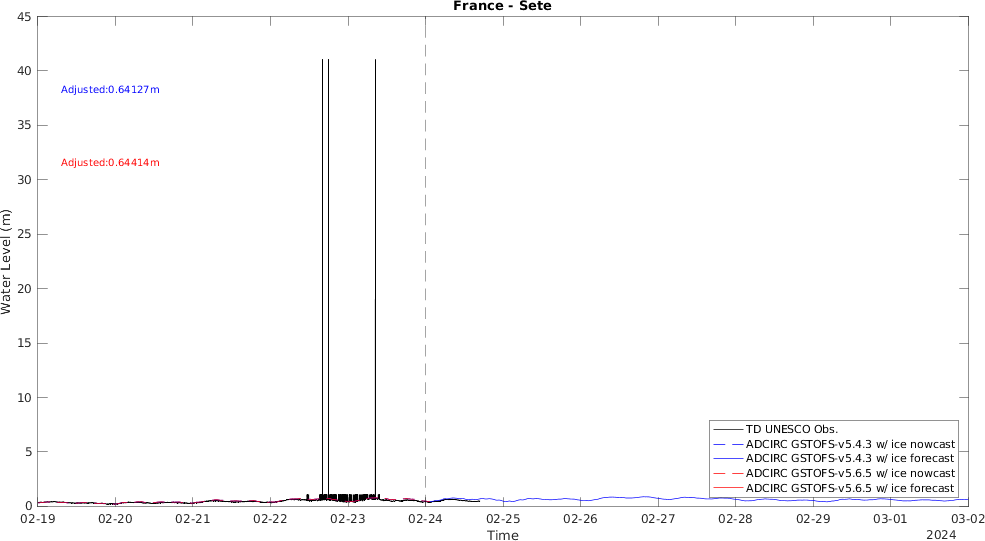 France - Sete
45
40
35
30
25
20
15
10
5
0
Water Level (m)
Adjusted:0.64127m
Adjusted:0.64414m
TD UNESCO Obs.
ADCIRC GSTOFS-v5.4.3 w/ ice nowcast
ADCIRC GSTOFS-v5.4.3 w/ ice forecast
ADCIRC GSTOFS-v5.6.5 w/ ice nowcast
ADCIRC GSTOFS-v5.6.5 w/ ice forecast
02-19 02-20 02-21 02-22 02-23 02-24 02-25 02-26 02-27 02-28 02-29 03-01 03-02
Time
2024